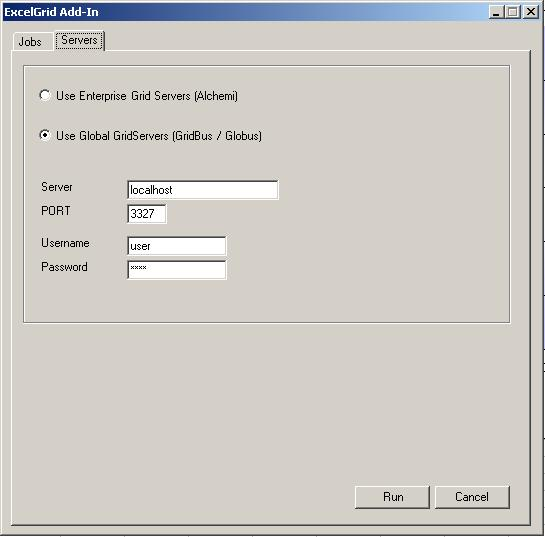 ExcelGrid Add-In
Jobs Servers
Use Enterprise Grid Servers (Alchemi)
Use Global GridServers (GridBus / Globus)
Server localhost
PORT 3327
Username user
Password ××××
Run Cancel